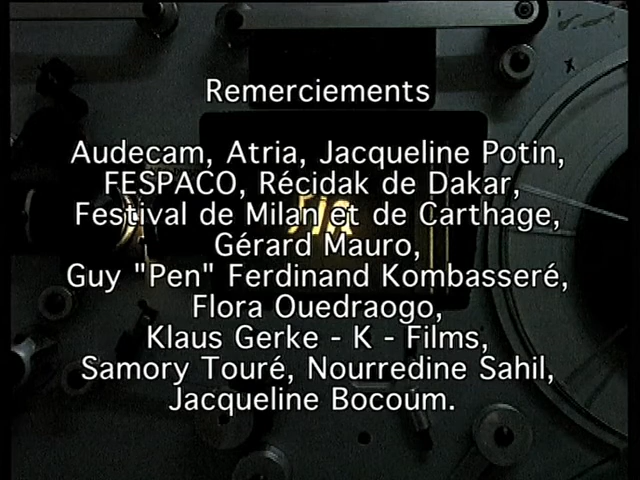 Remerciements
Audecam, Atria, Jacqueline Potin,
FESPACO, Récidak de Dakar,
Festival de Milan et de Carthage,
Gérard Mauro,
Guy "Pen" Ferdinand Kombasseré,
Flora Ouedraogo,
Klaus Gerke - K - Films,
Samory Touré, Nourredine Sahil,
Jacqueline Bocoum.